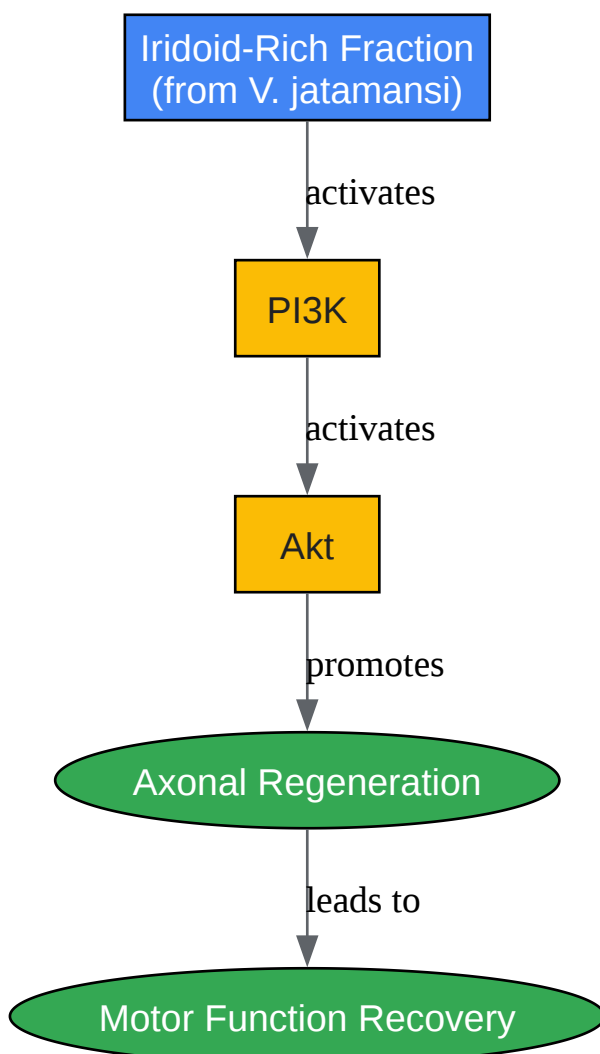 Iridoid-Rich Fraction
(from V. jatamansi)
activates
PI3K
activates
Akt
promotes
Axonal Regeneration
leads to
Motor Function Recovery